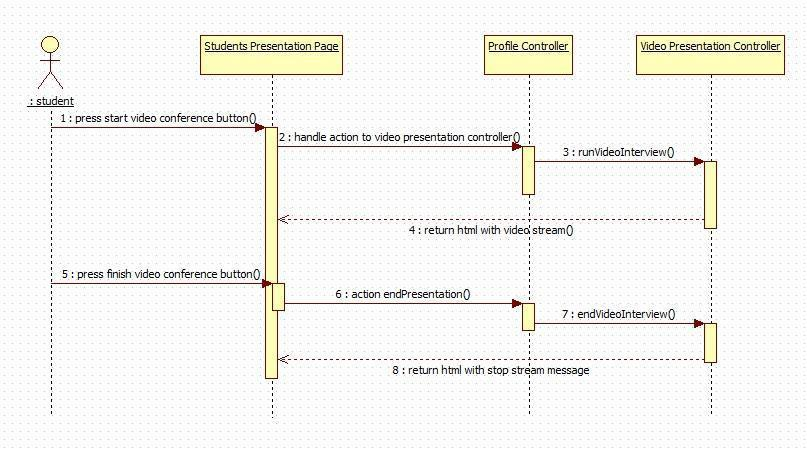 Students Presentation Page
Profile Controller
Video Presentation Controller
: student
1 : press start video conference button()
2 : handle action to video presentation controller()
3 : runVideoInterview()
4 : return html with video stream()
5 : press finish video conference button()
6 : action endPresentation()
7 : endVideoInterview()
8 : return html with stop stream message